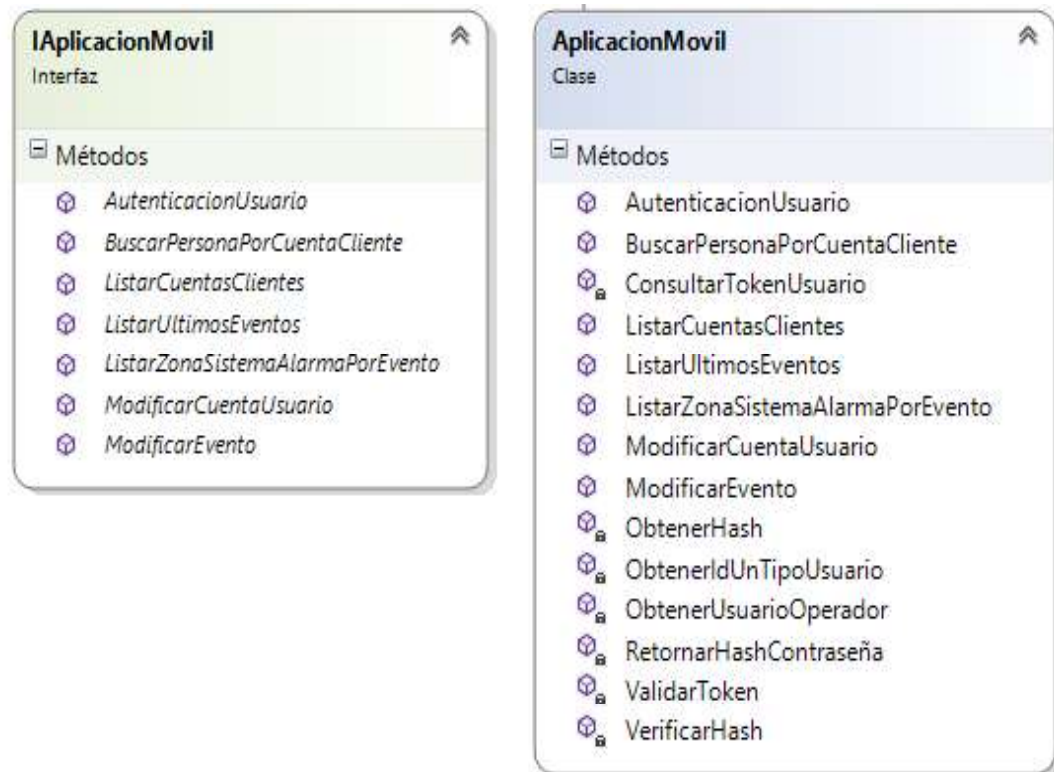 IAplicacionMovil
Interfaz
Métodos
AutenticacionUsuario
BuscarPersonaPorCuentaCliente
ListarCuentasClientes
ListarUltimosEventos
ListarZonaSistemaAlarmaPorEvento
ModificarCuentaUsuario
ModificarEvento
AplicacionMovil
Clase
Métodos
AutenticacionUsuario
BuscarPersonaPorCuentaCliente
ConsultarTokenUsuario
ListarCuentasClientes
ListarUltimosEventos
ListarZonaSistemaAlarmaPorEvento
ModificarCuentaUsuario
ModificarEvento
ObtenerHash
ObtenerIdUnTipoUsuario
ObtenerUsuarioOperador
RetornarHashContraseña
ValidarToken
VerificarHash